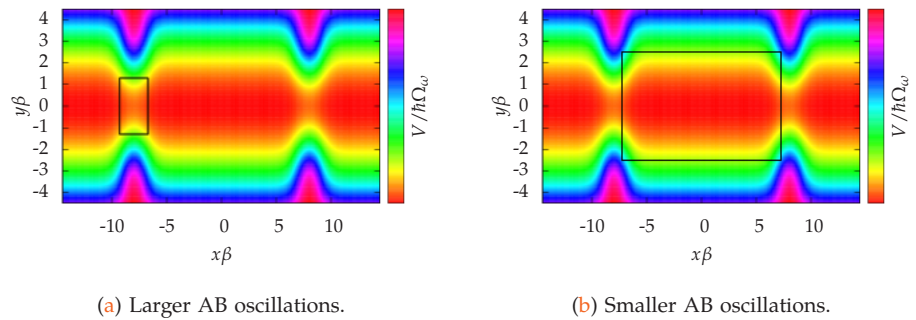 4
3
2
1
0
-1
-2
-3
-4
yβ
-10 -5 0 5 10
xβ
V/ħΩω
(a) Larger AB oscillations.
4
3
2
1
0
-1
-2
-3
-4
yβ
-10 -5 0 5 10
xβ
V/ħΩω
(b) Smaller AB oscillations.